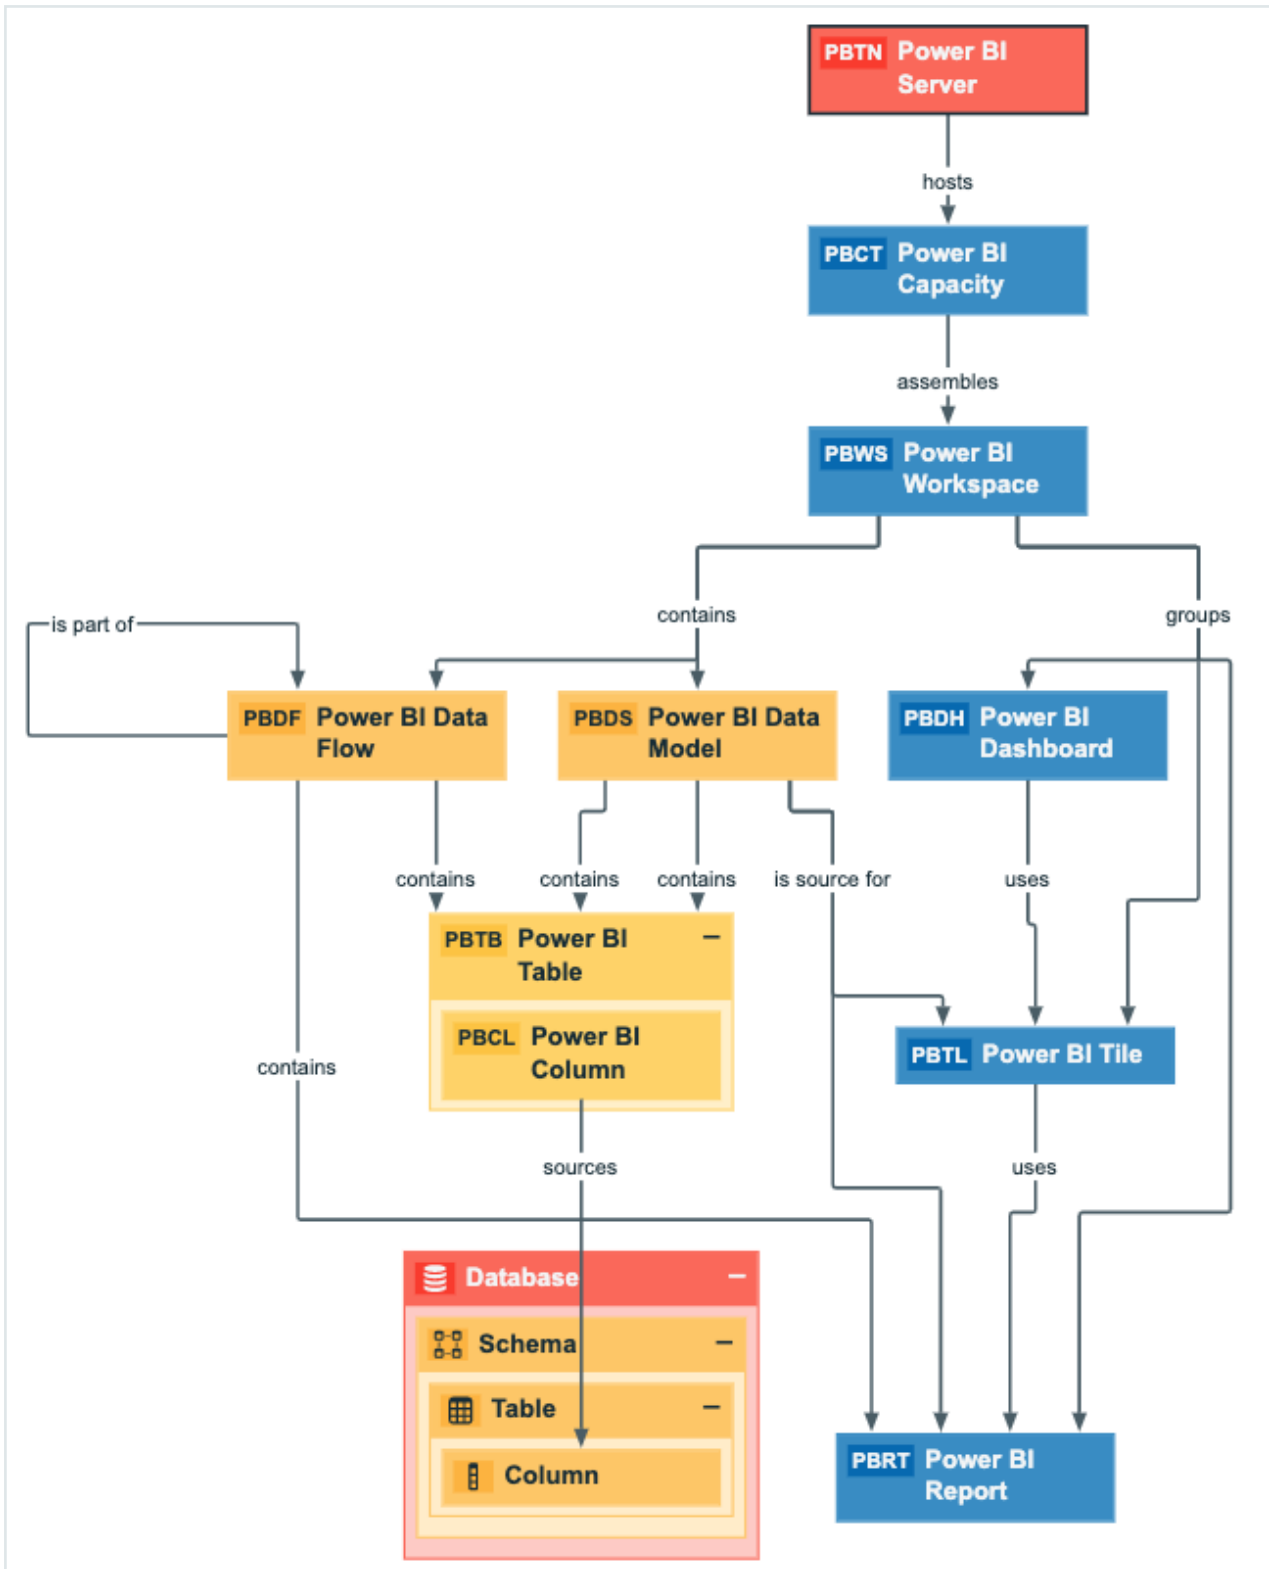 PBTN Power BI
Server
hosts
PBCT Power BI
Capacity
assembles
PBWS Power BI
Workspace
contains
groups
is part of
PBDF Power BI Data
Flow
PBDS Power BI Data
Model
PBDH Power BI
Dashboard
contains
contains
contains
is source for
uses
PBTB Power BI
Table
PBCL Power BI
Column
PBTL Power BI Tile
contains
sources
uses
Database
Schema
Table
Column
PBRT Power BI
Report